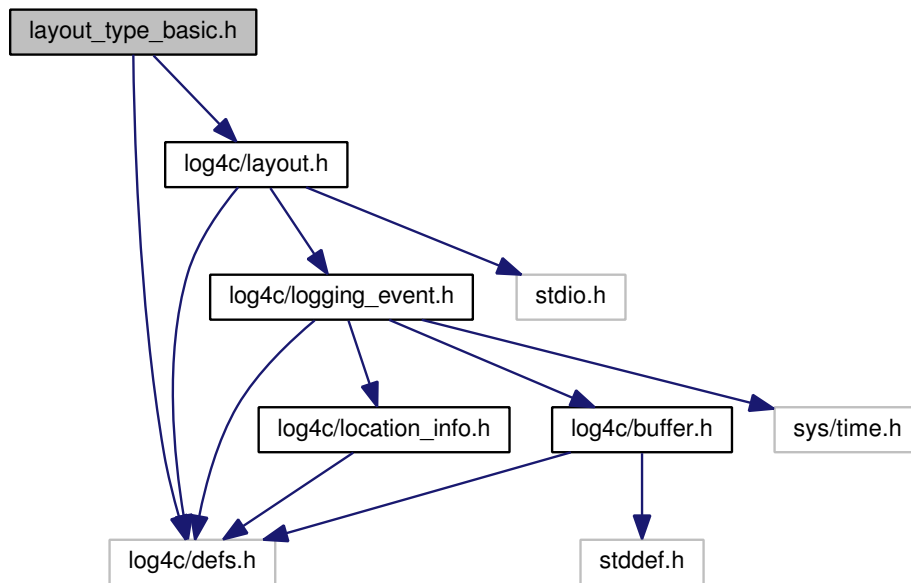 layout_type_basic.h
log4c/layout.h
log4c/logging_event.h
stdio.h
log4c/location_info.h
log4c/buffer.h
sys/time.h
log4c/defs.h
stddef.h